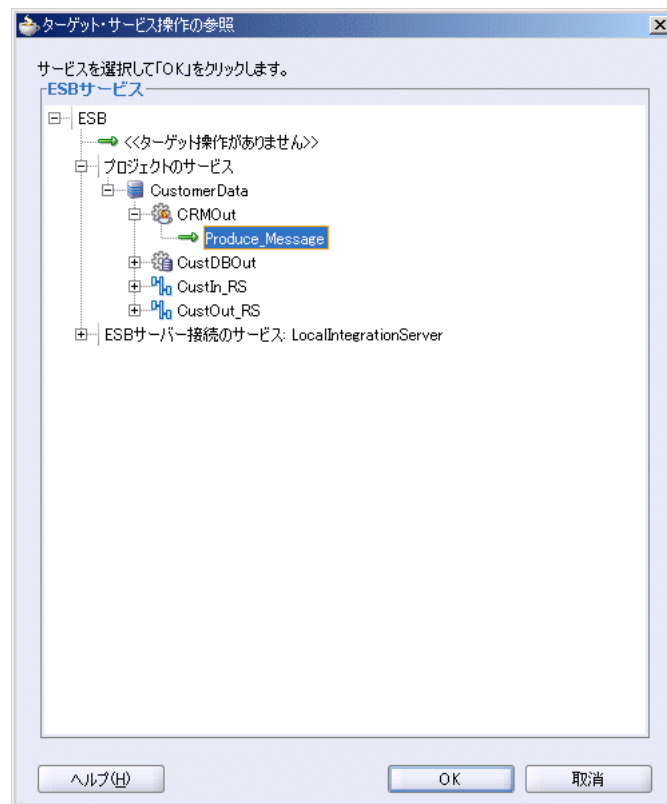 ターゲット・サービス操作の参照
サービスを選択して「OK」をクリックします。
ESBサービス
ESB
<<ターゲット操作がありません>>
プロジェクトのサービス
CustomerData
CRMOut
Produce_Message
CustDBOut
CustIn_RS
CustOut_RS
ESBサーバー接続のサービス: LocalIntegrationServer
ヘルプ(H) OK 取消